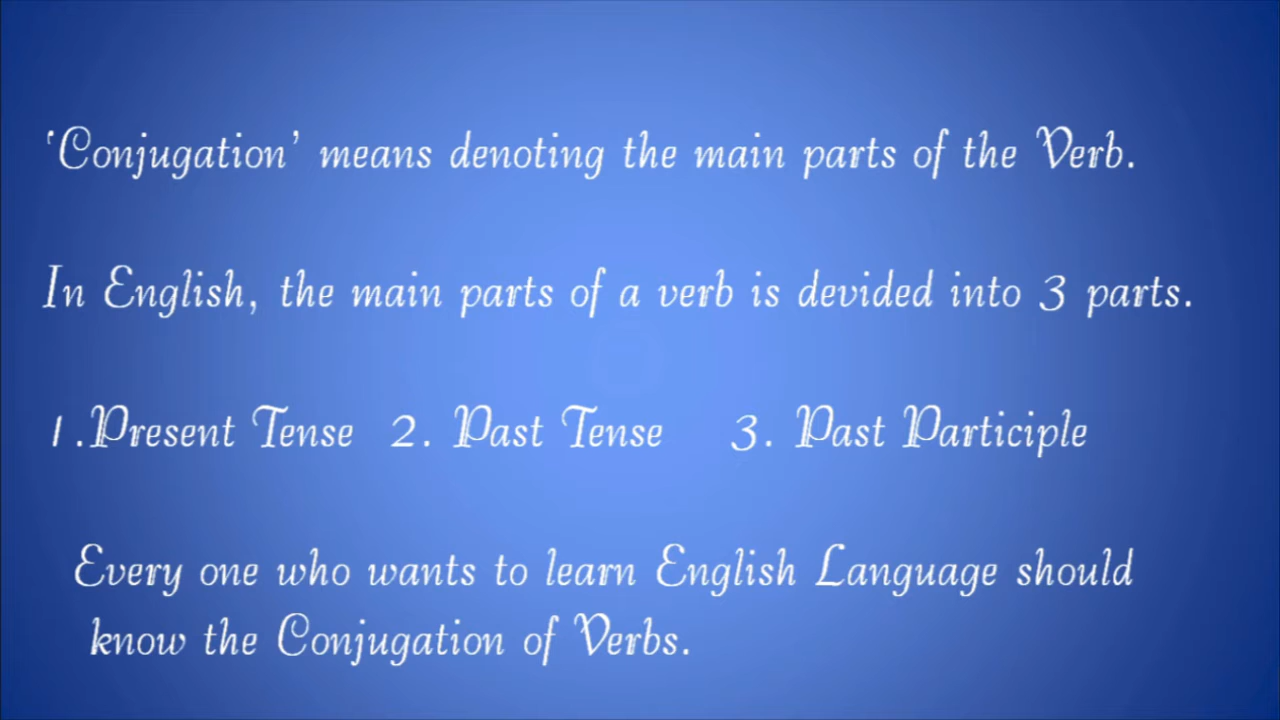 ‘Conjugation’ means denoting the main parts of the Verb.
In English, the main parts of a verb is devided into 3 parts.
1.Present Tense 2. Past Tense 3. Past Participle
Every one who wants to learn English Language should
know the Conjugation of Verbs.